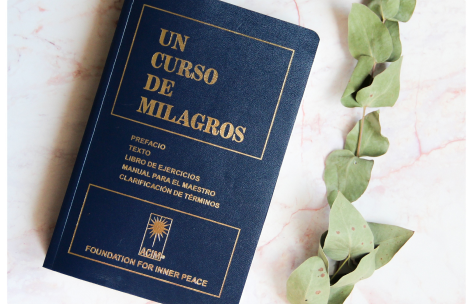 UN
CURSO
DE
MILAGROS
PREFACIO
TEXTO
LIBRO DE EJERCICIOS
MANUAL PARA EL MAESTRO
CLARIFICACIÓN DE TÉRMINOS
ACIM
FOUNDATION FOR INNER PEACE